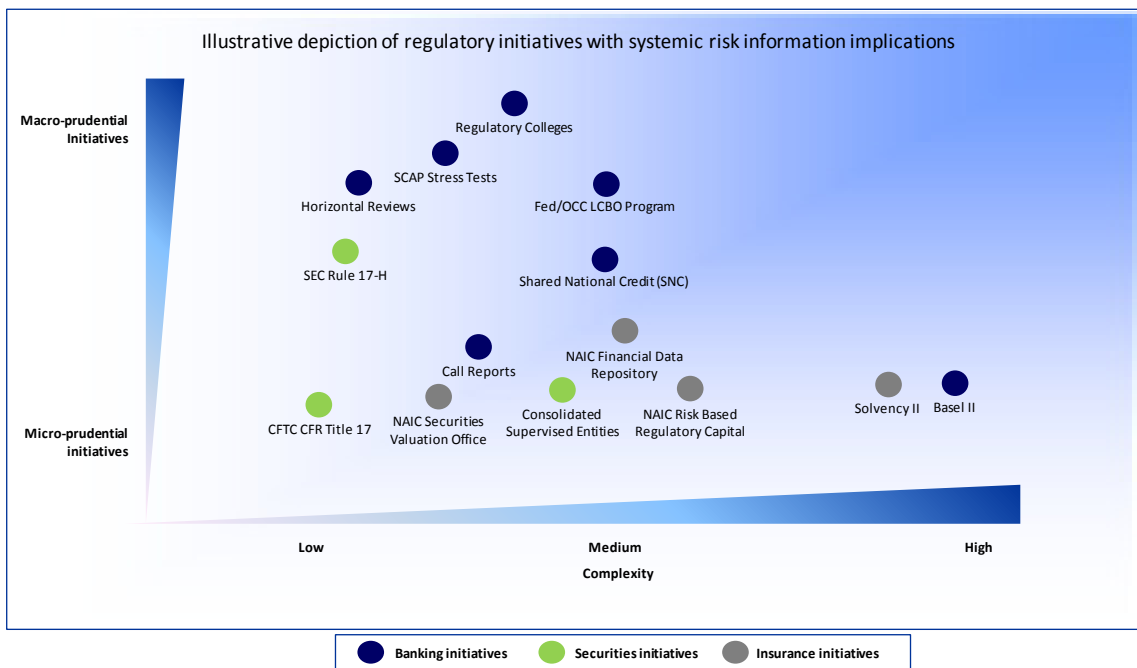 Illustrative depiction of regulatory initiatives with systemic risk information implications
Macro-prudential
Initiatives
Regulatory Colleges
SCAP Stress Tests
Horizontal Reviews
Fed/OCC LCBO Program
SEC Rule 17-H
Shared National Credit (SNC)
NAIC Financial Data
Repository
Call Reports
Micro-prudential
initiatives
CFTC CFR Title 17
NAIC Securities
Valuation Office
Consolidated
Supervised Entities
NAIC Risk Based
Regulatory Capital
Solvency II
Basel II
Low
Medium
High
Complexity
Banking initiatives
Securities initiatives
Insurance initiatives